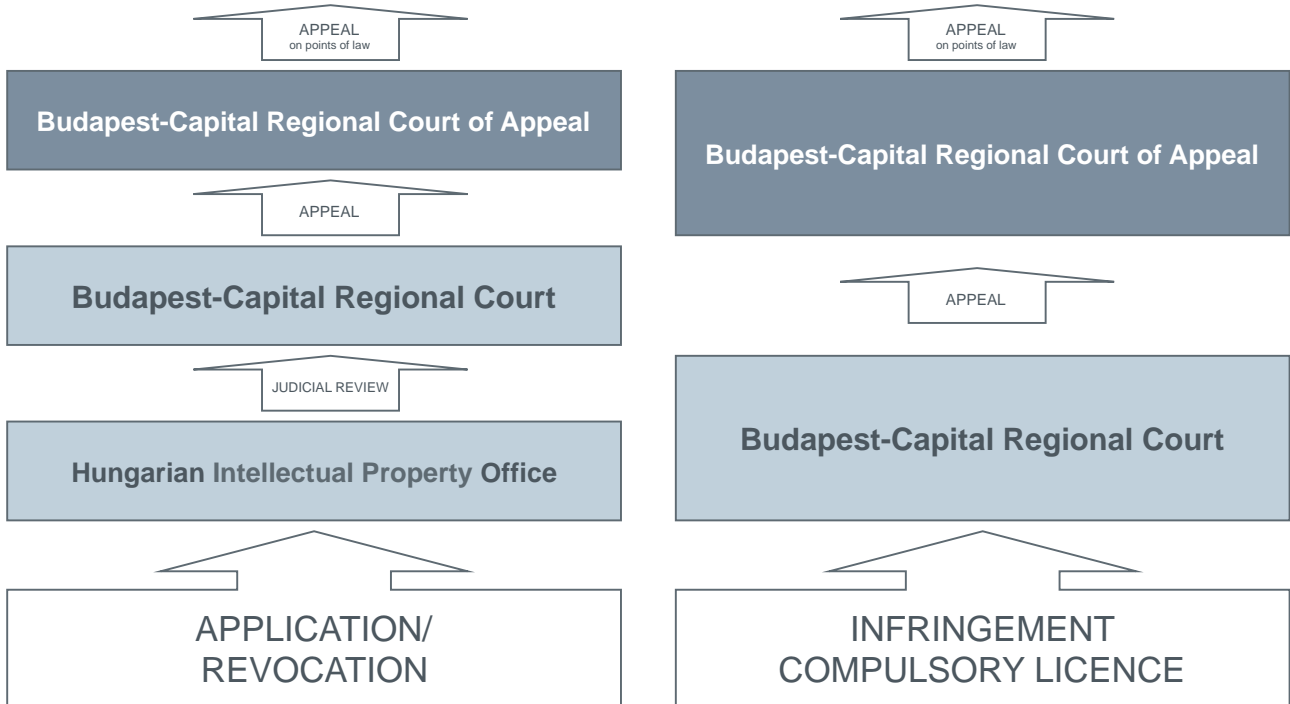 APPEAL
on points of law
Budapest-Capital Regional Court of Appeal
APPEAL
Budapest-Capital Regional Court
JUDICIAL REVIEW
Hungarian Intellectual Property Office
APPLICATION/
REVOCATION
APPEAL
on points of law
Budapest-Capital Regional Court of Appeal
APPEAL
Budapest-Capital Regional Court
INFRINGEMENT
COMPULSORY LICENCE